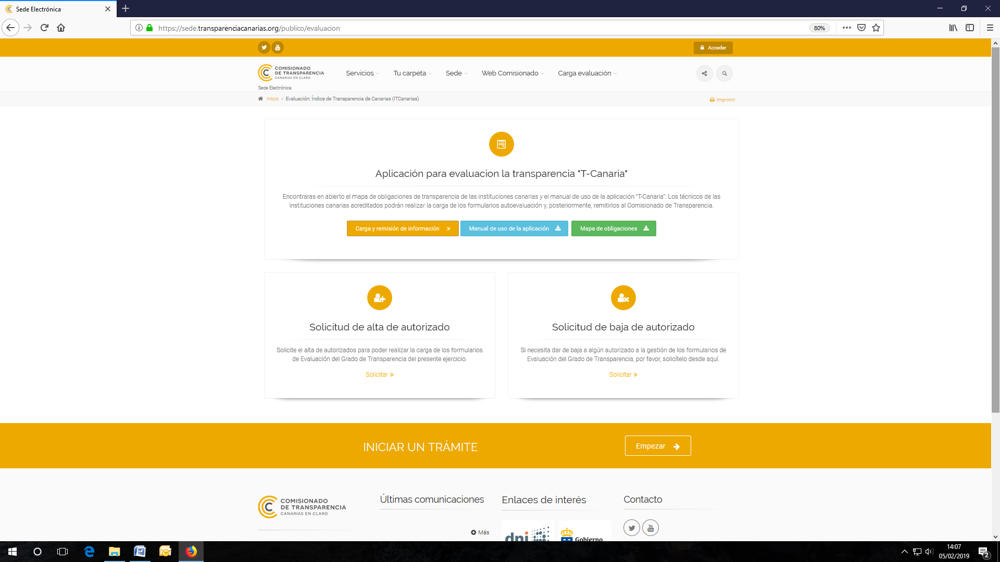 Sede Electrónica
https://sede.transparenciacanarias.org/publico/evaluacion
80%
Acceder
COMISIONADO
DE TRANSPARENCIA
CANARIAS EN CLARO
Sede Electrónica
Servicios
Tu carpeta
Sede
Web Comisionado
Carga evaluación
Inicio » Evaluación: Índice de Transparencia de Canarias (ITCanarias)
Imprimir
Aplicación para evaluacion la transparencia "T-Canaria"
Encontraras en abierto el mapa de obligaciones de transparencia de las instituciones canarias y el manual de uso de la aplicación "T-Canaria". Los técnicos de las
instituciones canarias acreditados podrán realizar la carga de los formularios autoevaluación y, posteriormente, remitirlos al Comisionado de Transparencia.
Carga y remisión de información »
Manual de uso de la aplicación
Mapa de obligaciones
Solicitud de alta de autorizado
Solicite el alta de autorizados para poder realizar la carga de los formularios
de Evaluación del Grado de Transparencia del presente ejercicio.
Solicitar »
Solicitud de baja de autorizado
Si necesita dar de baja a algún autorizado a la gestión de los formularios de
Evaluación del Grado de Transparencia, por favor, solicítelo desde aquí.
Solicitar »
INICIAR UN TRÁMITE
Empezar
COMISIONADO
DE TRANSPARENCIA
CANARIAS EN CLARO
Últimas comunicaciones
Más
Enlaces de interés
dni
Gobierno
Contacto
14:07
05/02/2019
2